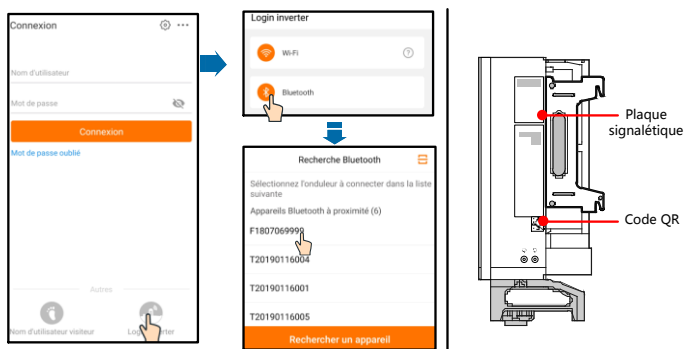 Connexion
Nom d'utilisateur
Mot de passe
Connexion
Mot de passe oublié
Autres
Nom d'utilisateur visiteur
Login inverter
Wi-Fi
Bluetooth
Recherche Bluetooth
Sélectionnez l'onduleur à connecter dans la liste
suivante
Appareils Bluetooth à proximité (6)
F1807069999
T20190116004
T20190116001
T20190116005
Rechercher un appareil
Plaque
signalétique
Code QR